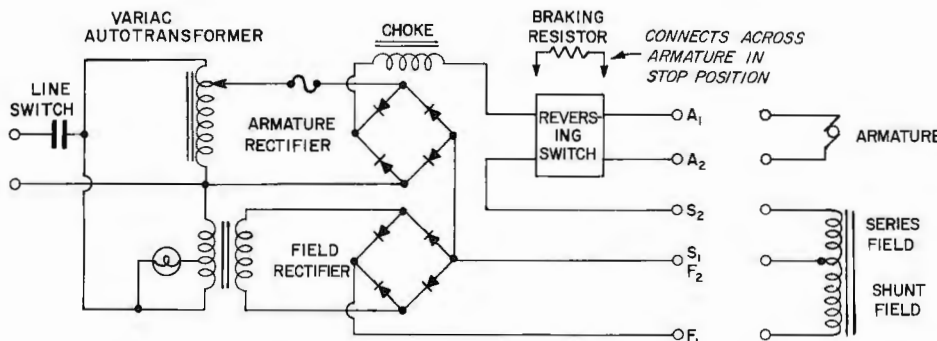 VARIAC
AUTOTRANSFORMER
LINE
SWITCH
CHOKE
ARMATURE
RECTIFIER
FIELD
RECTIFIER
BRAKING
RESISTOR
CONNECTS ACROSS
ARMATURE IN
STOP POSITION
REVERS-
ING
SWITCH
A1
A2
S2
S1
F2
F1
ARMATURE
SERIES
FIELD
SHUNT
FIELD